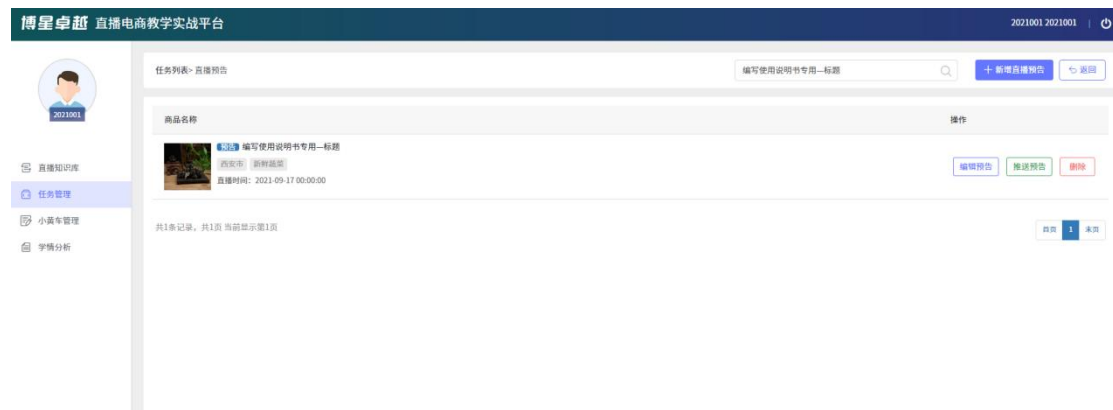 博星卓越 直播电商教学实战平台
2021001 2021001
任务列表> 直播预告
编写使用说明书专用—标题
+ 新增直播预告
返回
2021001
直播知识库
任务管理
小黄车管理
学情分析
商品名称
操作
预告 编写使用说明书专用—标题
西安市 新鲜蔬菜
直播时间：2021-09-17 00:00:00
编辑预告 推送预告 删除
共1条记录，共1页 当前显示第1页
首页 1 末页